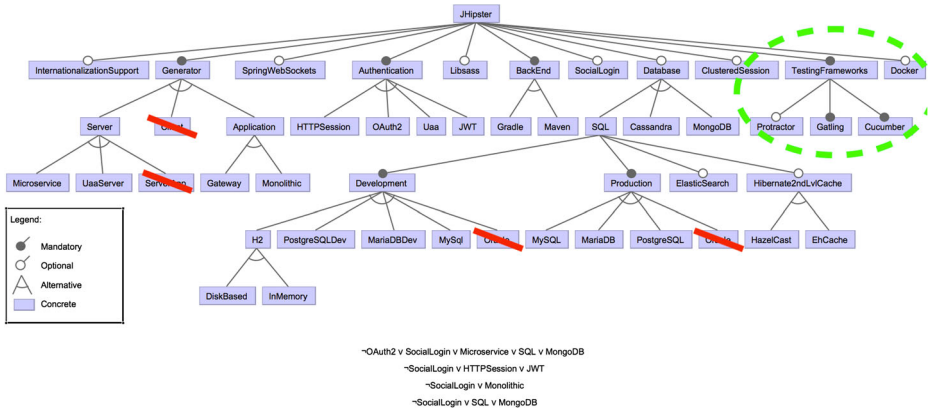 JHipster
InternationalizationSupport Generator SpringWebSockets Authentication Libsass BackEnd SocialLogin Database ClusteredSession TestingFrameworks Docker
Server Application HTTPSession OAuth2 Uaa JWT Gradle Maven SQL Cassandra MongoDB Protractor Gatling Cucumber
Microservice UaaServer Gateway Monolithic Development Production ElasticSearch Hibernate2ndLvlCache
Legend:
Mandatory
Optional
Alternative
Concrete
H2 PostgreSQLDev MariaDBDev MySql MySQL MariaDB PostgreSQL HazelCast EhCache
DiskBased InMemory
¬OAuth2 v SocialLogin v Microservice v SQL v MongoDB
¬SocialLogin v HTTPSession v JWT
¬SocialLogin v Monolithic
¬SocialLogin v SQL v MongoDB